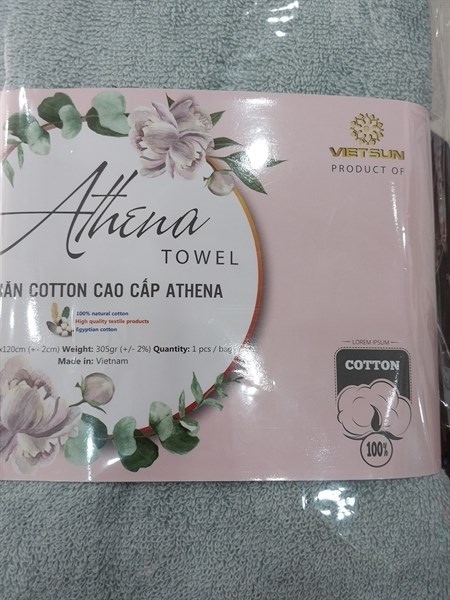 VIETSUN
PRODUCT OF
Athena
TOWEL
COTTON CAO CẤP ATHENA
100% natural cotton
High quality textile products
Egyptian cotton
x120cm (+- 2cm) Weight: 305gr (+/- 2%) Quantity: 1 pcs / bag
Made in: Vietnam
LOREM IPSUM
COTTON
100%